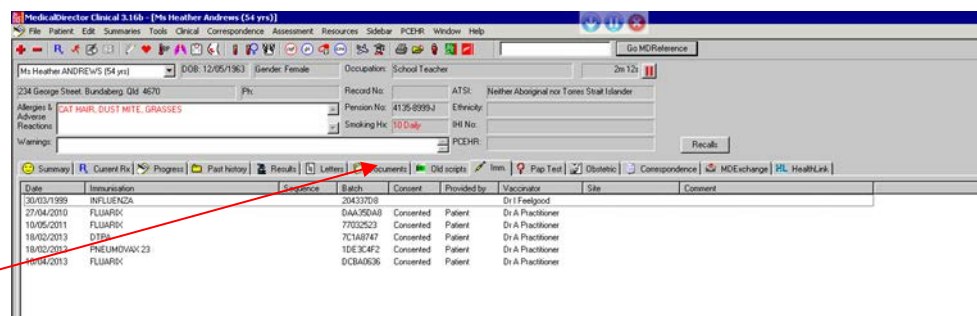 MedicalDirector Clinical 3.16b - [Ms Heather Andrews (54 yrs)]
File Patient Edit Summaries Tools Clinical Correspondence Assessment Resources Sidebar PCEHR Window Help
Go MDReference
Ms Heather ANDREWS (54 yrs) DOB: 12/05/1963 Gender: Female Occupation: School Teacher 2m 12s
234 George Street. Bundaberg. Qld 4670 Ph: Record No: ATSI: Neither Aboriginal nor Torres Strait Islander
Allergies & Adverse Reactions: CAT HAIR, DUST MITE, GRASSES Pension No: 4135-8999-J Ethnicity:
Smoking Hx: 10 Daily IHI No:
Warnings: PCEHR: Recalls
Summary Current Rx Progress Past history Results Letters Documents Old scripts Imm. Pap Test Obstetric Correspondence MDExchange HL HealthLink
Date Immunisation Sequence Batch Consent Provided by Vaccinator Site Comment
30/03/1999 INFLUENZA 204337D8 Dr I Feelgood
27/04/2010 FLUARIX DAA35DA8 Consented Patient Dr A Practitioner
10/05/2011 FLUARIX 77032523 Consented Patient Dr A Practitioner
18/02/2013 DTPA 7C1A8747 Consented Patient Dr A Practitioner
18/02/2013 PNEUMOVAX 23 1DE3C4F2 Consented Patient Dr A Practitioner
18/04/2013 FLUARIX DCBA0636 Consented Patient Dr A Practitioner